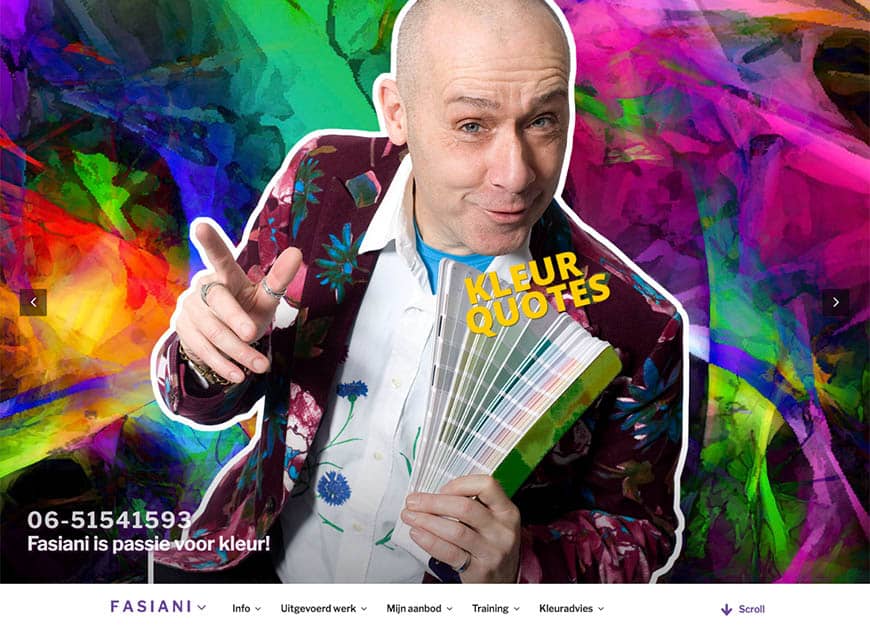 KLEUR
QUOTES
06-51541593
Fasiani is passie voor kleur!
FASIANI Info Uitgevoerd werk Mijn aanbod Training Kleuradvies Scroll